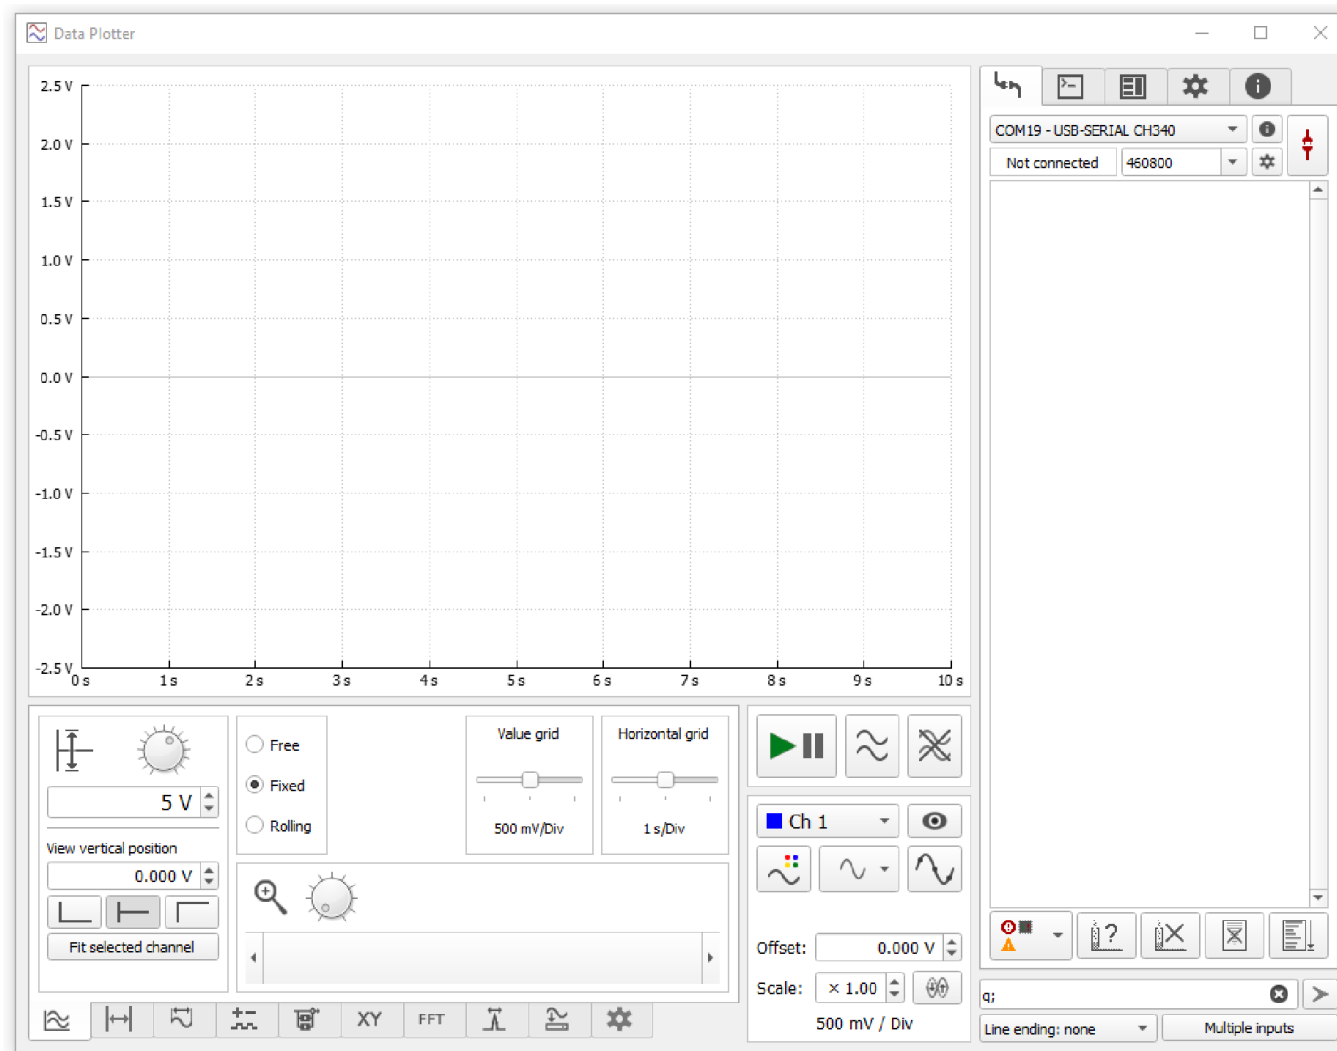 Data Plotter
2.5 V
2.0 V
1.5 V
1.0 V
0.5 V
0.0 V
-0.5 V
-1.0 V
-1.5 V
-2.0 V
-2.5 V
0 s 1 s 2 s 3 s 4 s 5 s 6 s 7 s 8 s 9 s 10 s
COM19 - USB-SERIAL CH340
Not connected 460800
5 V
View vertical position
0.000 V
Fit selected channel
Free
Fixed
Rolling
Value grid
500 mV/Div
Horizontal grid
1 s/Div
XY FFT
Ch 1
Offset: 0.000 V
Scale: × 1.00
500 mV / Div
q;
Line ending: none Multiple inputs